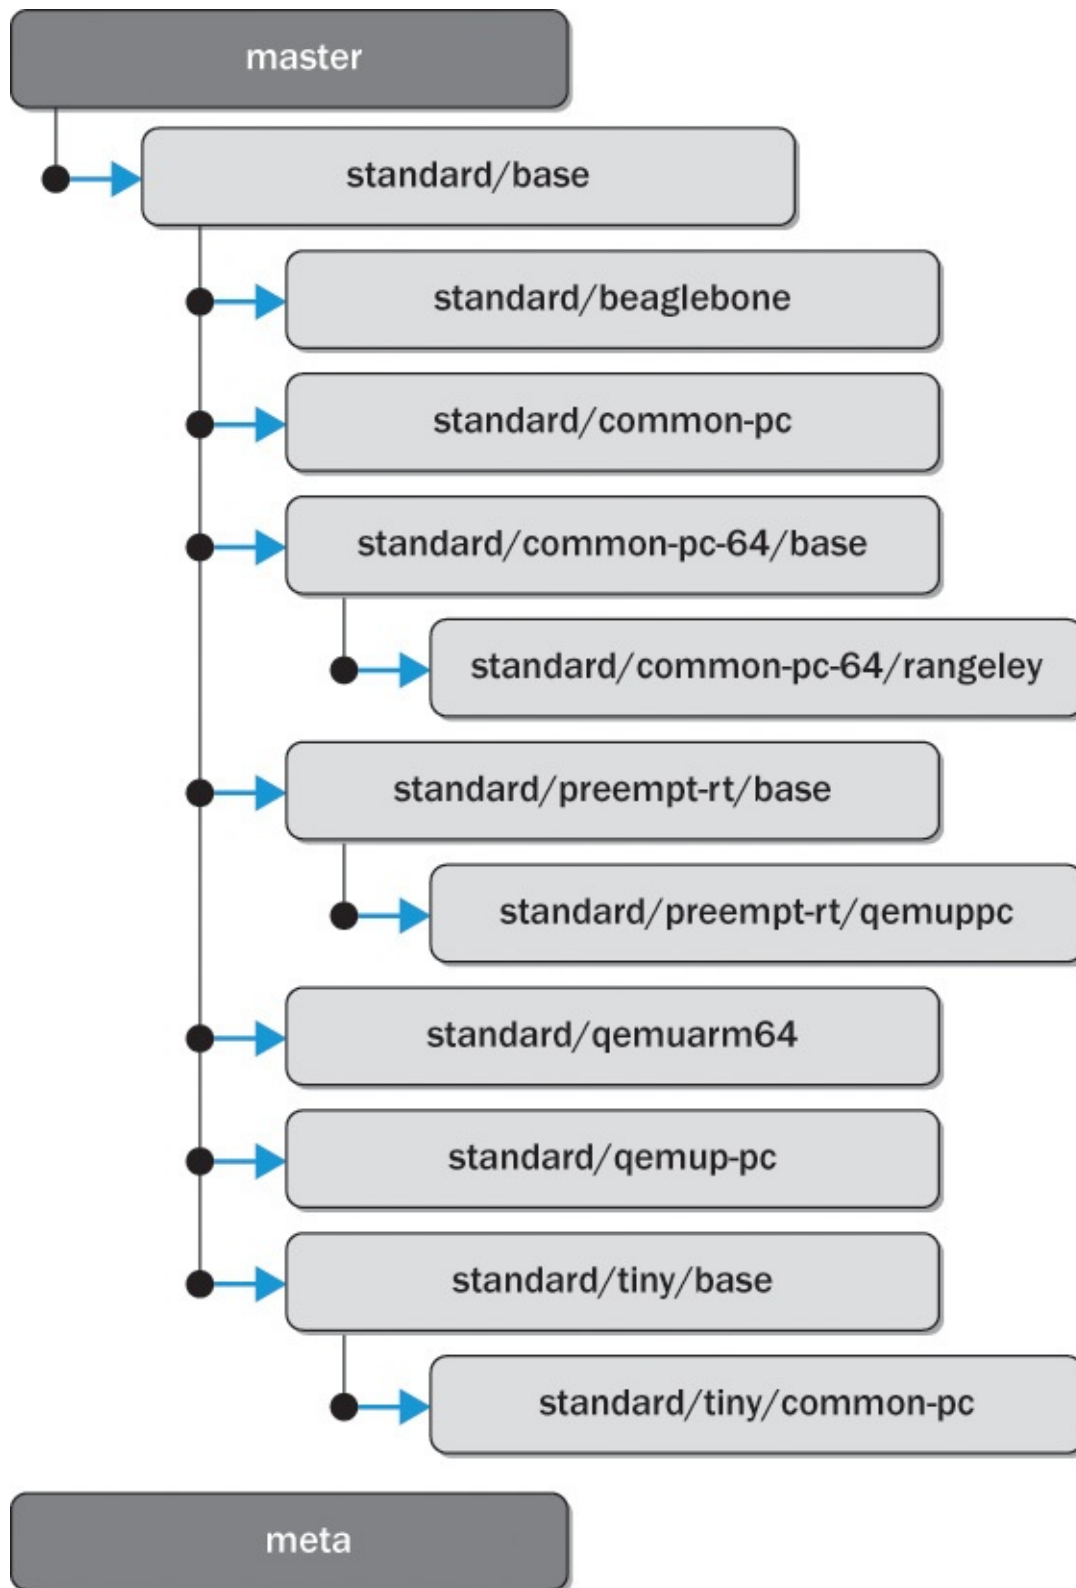 master
standard/base
standard/beaglebone
standard/common-pc
standard/common-pc-64/base
standard/common-pc-64/rangeley
standard/preempt-rt/base
standard/preempt-rt/qemuppc
standard/qemuarm64
standard/qemup-pc
standard/tiny/base
standard/tiny/common-pc
meta